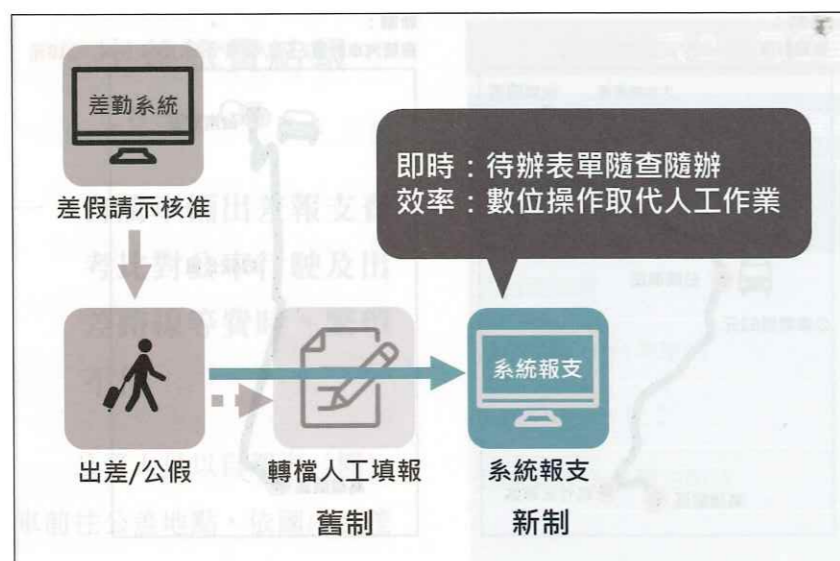 差勤系統
差假請示核准
即時：待辦表單隨查隨辦
效率：數位操作取代人工作業
系統報支
出差/公假
轉檔人工填報
系統報支
舊制
新制